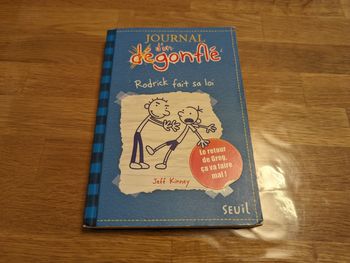 JOURNAL
d'un
dégonflé
Rodrick fait sa loi
Le retour
de Greg,
ça va faire
mal !
Jeff Kinney
SEUIL